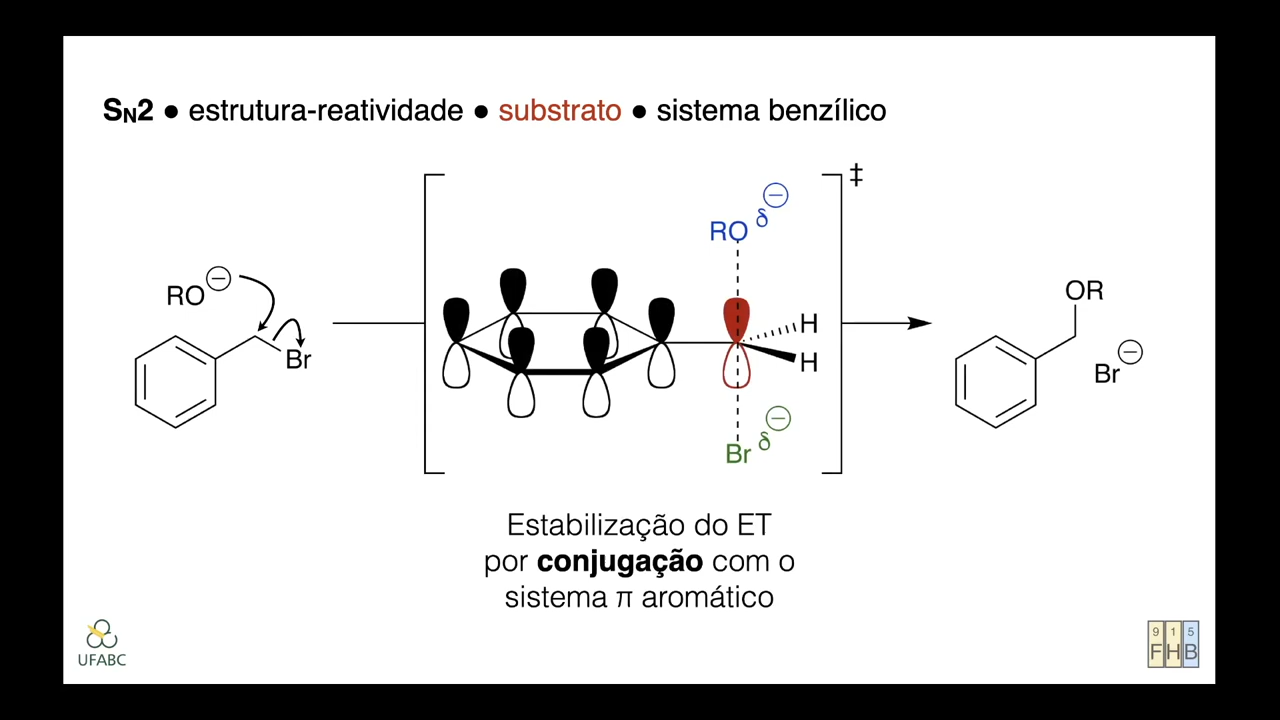 S_N2 ● estrutura-reatividade ● substrato ● sistema benzílico
‡
RO δ ⊖
RO ⊖
OR
H
Br
H
Br ⊖
Br δ ⊖
Estabilização do ET
por conjugação com o
sistema π aromático
UFABC
9 1 5
F H B